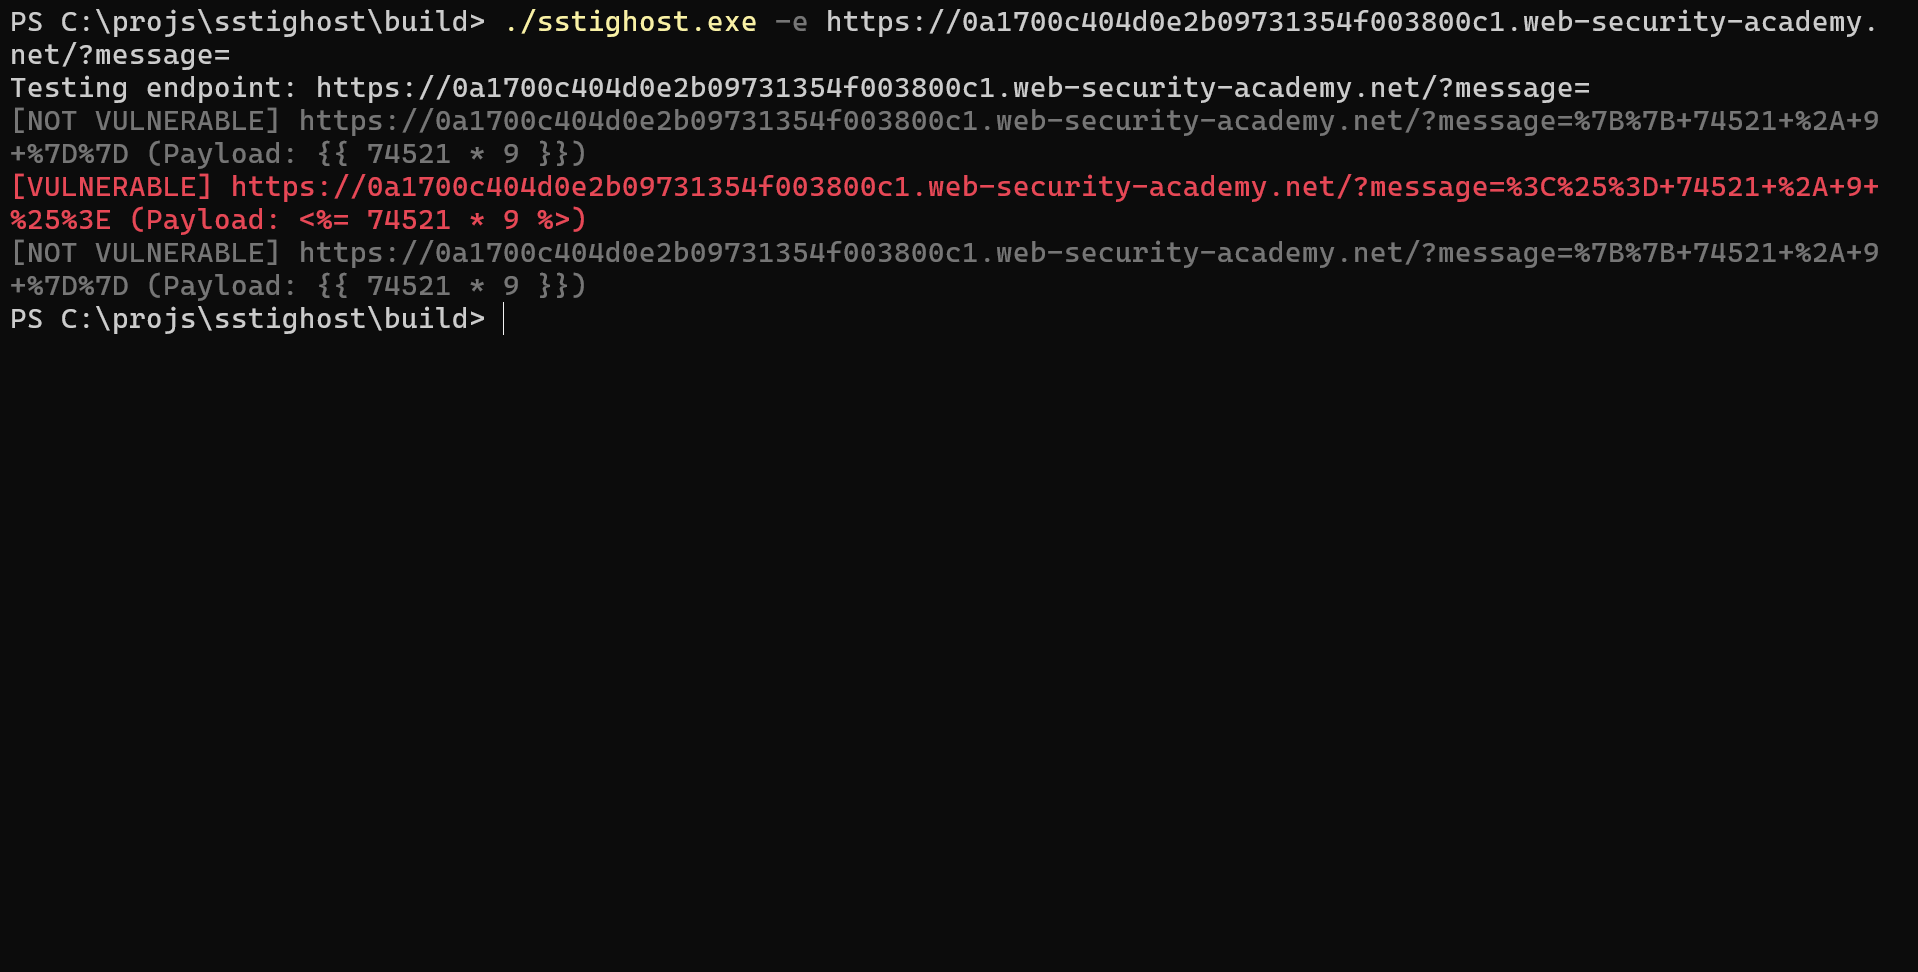 PS C:\projs\sstighost\build> ./sstighost.exe -e https://0a1700c404d0e2b09731354f003800c1.web-security-academy.
net/?message=
Testing endpoint: https://0a1700c404d0e2b09731354f003800c1.web-security-academy.net/?message=
[NOT VULNERABLE] https://0a1700c404d0e2b09731354f003800c1.web-security-academy.net/?message=%7B%7B+74521+%2A+9
+%7D%7D (Payload: {{ 74521 * 9 }})
[VULNERABLE] https://0a1700c404d0e2b09731354f003800c1.web-security-academy.net/?message=%3C%25%3D+74521+%2A+9+
%25%3E (Payload: <%= 74521 * 9 %>)
[NOT VULNERABLE] https://0a1700c404d0e2b09731354f003800c1.web-security-academy.net/?message=%7B%7B+74521+%2A+9
+%7D%7D (Payload: {{ 74521 * 9 }})
PS C:\projs\sstighost\build>